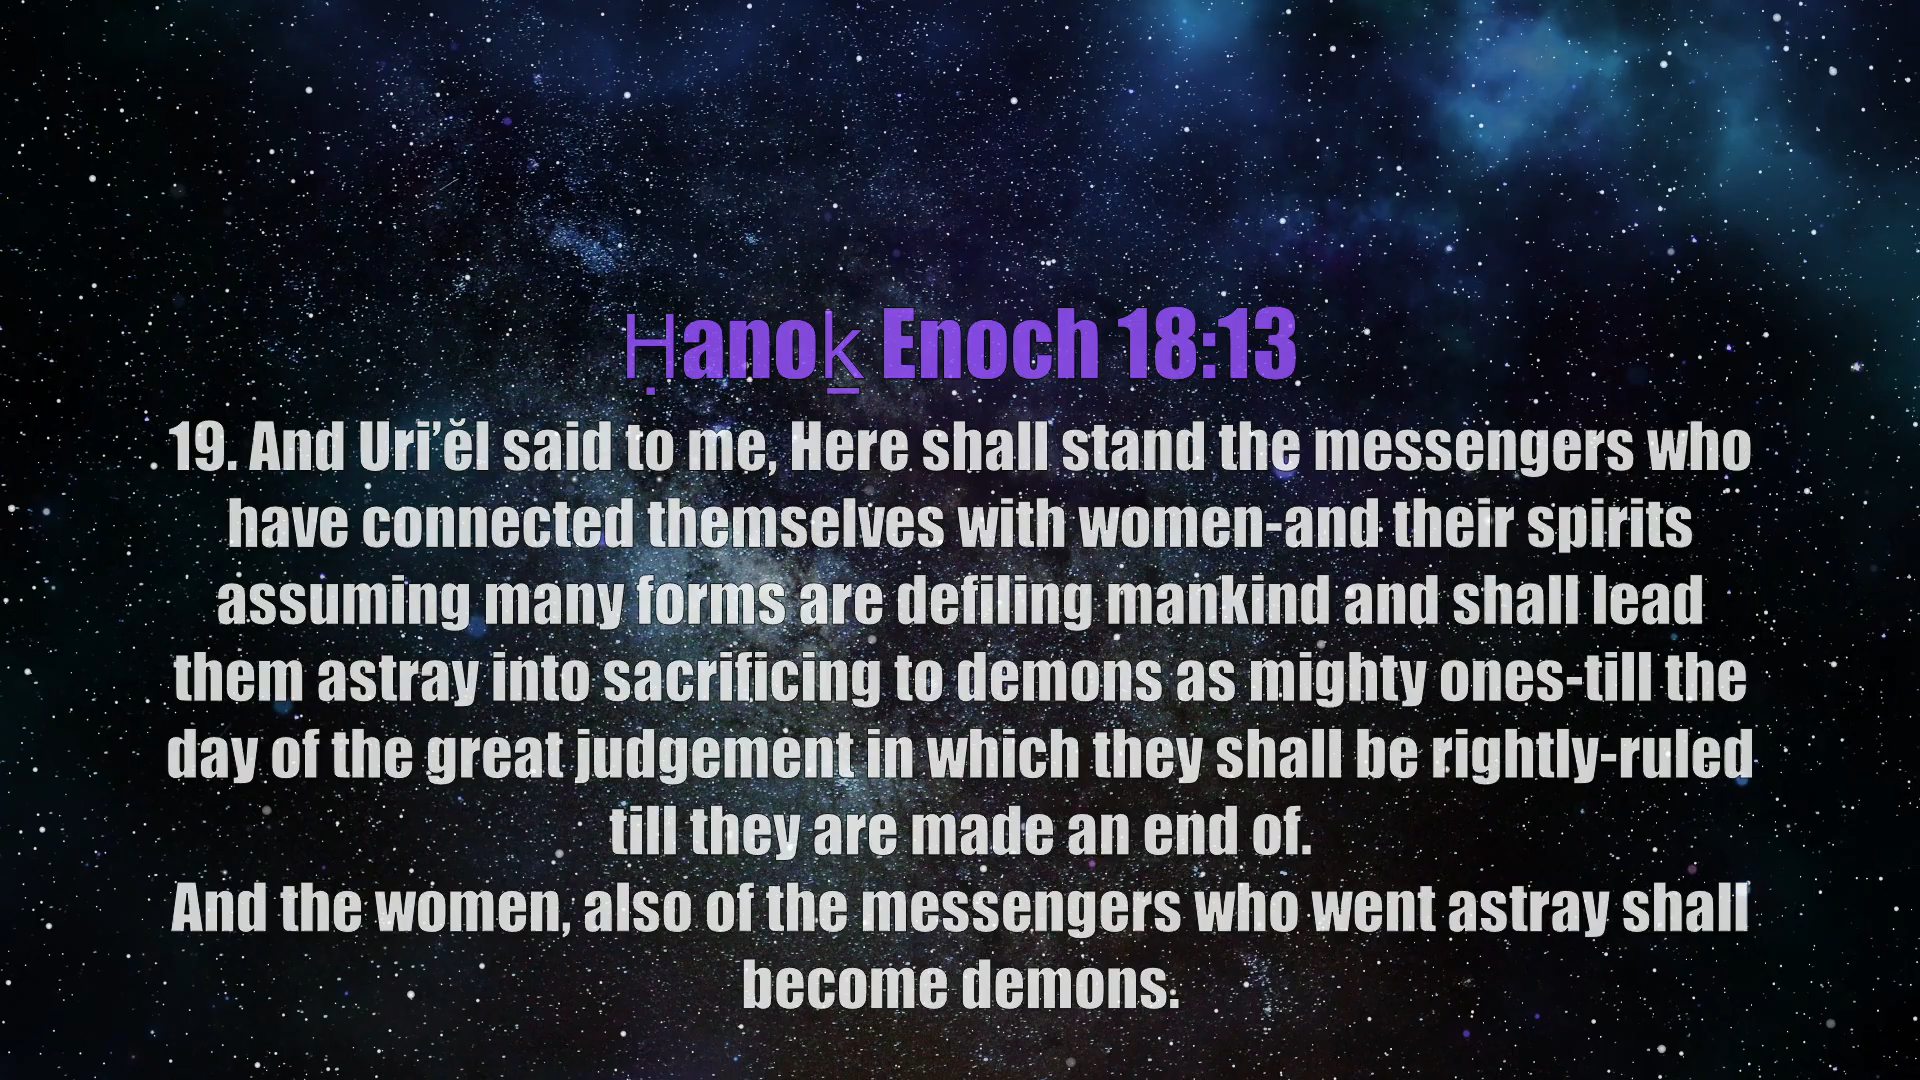 Ḥanoḵ Enoch 18:13
19. And Uri’ĕl said to me, Here shall stand the messengers who
have connected themselves with women-and their spirits
assuming many forms are defiling mankind and shall lead
them astray into sacrificing to demons as mighty ones-till the
day of the great judgement in which they shall be rightly-ruled
till they are made an end of.
And the women, also of the messengers who went astray shall
become demons: